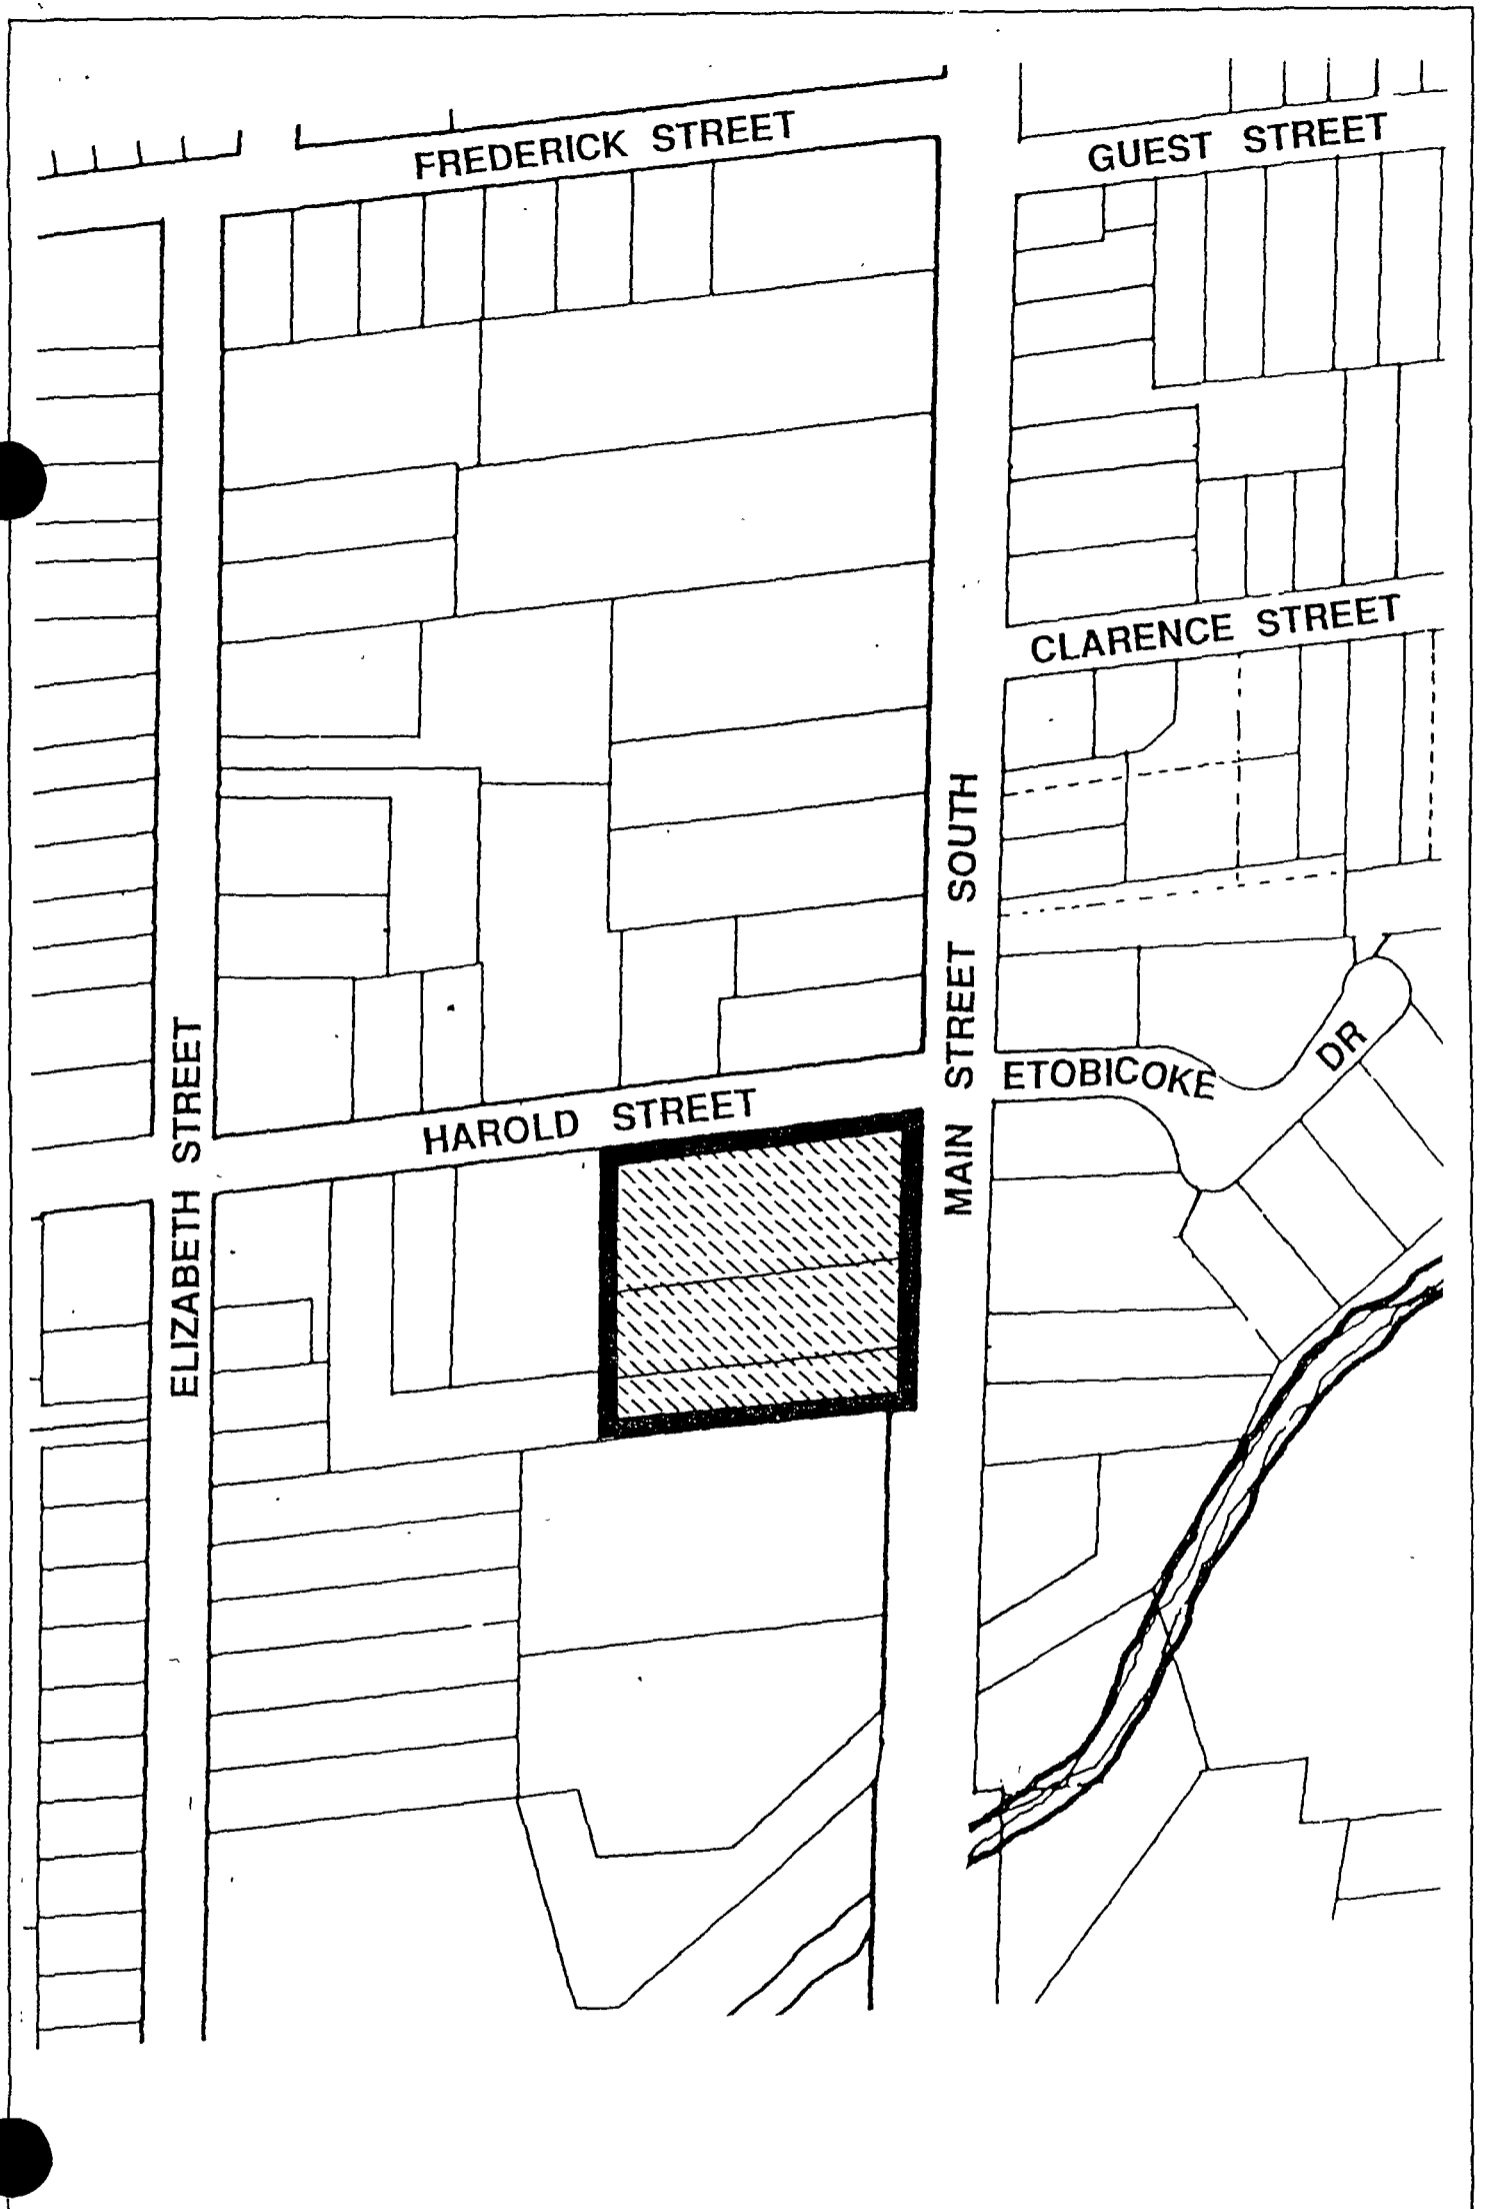 FREDERICK STREET
GUEST STREET
CLARENCE STREET
MAIN STREET SOUTH
ETOBICOKE DR
HAROLD STREET
ELIZABETH STREET